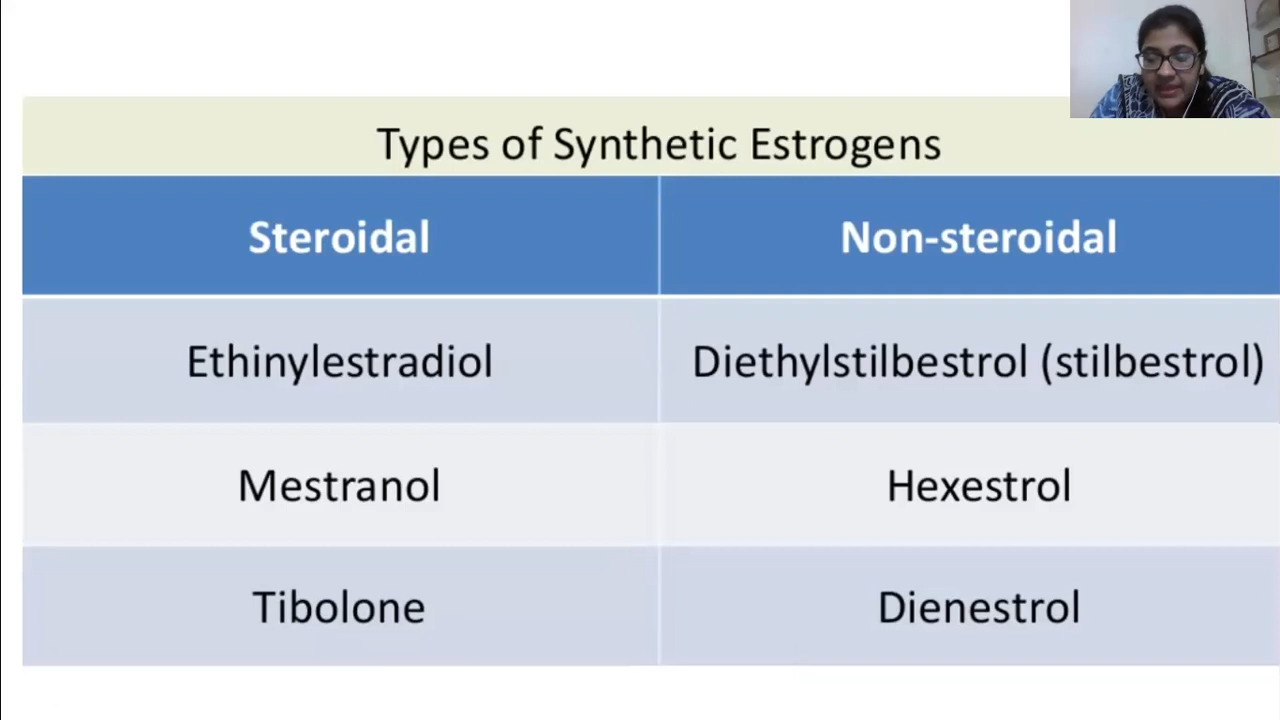 Types of Synthetic Estrogens
Steroidal Non-steroidal
Ethinylestradiol Diethylstilbestrol (stilbestrol)
Mestranol Hexestrol
Tibolone Dienestrol